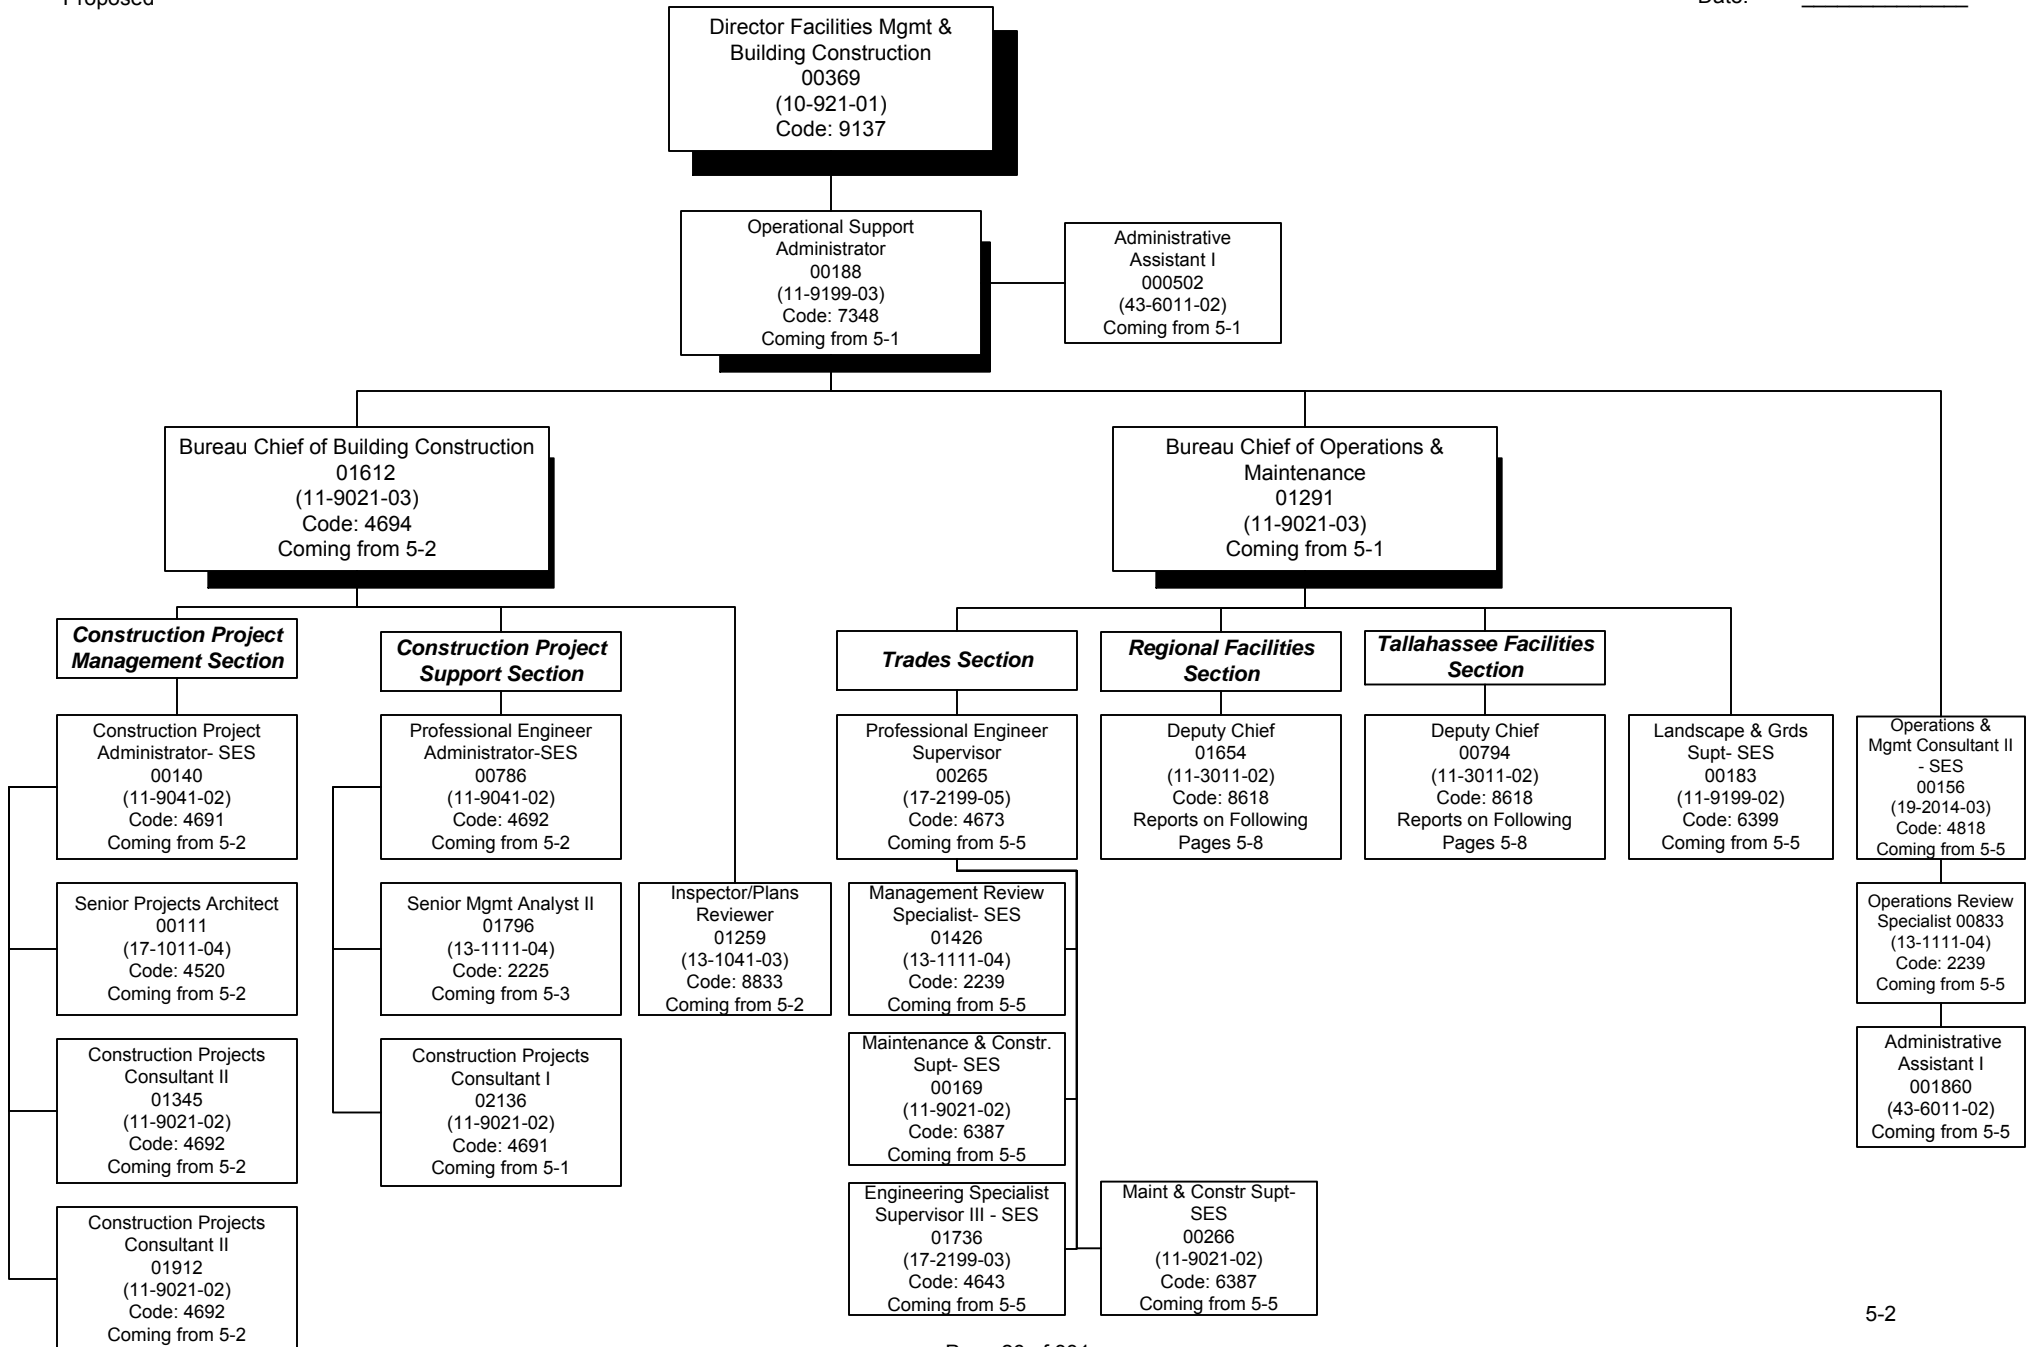 Proposed
Date:
Director Facilities Mgmt &
Building Construction
00369
(10-921-01)
Code: 9137
Operational Support
Administrator
00188
(11-9199-03)
Code: 7348
Coming from 5-1
Administrative
Assistant I
000502
(43-6011-02)
Coming from 5-1
Bureau Chief of Building Construction
01612
(11-9021-03)
Code: 4694
Coming from 5-2
Bureau Chief of Operations &
Maintenance
01291
(11-9021-03)
Coming from 5-1
Construction Project
Management Section
Construction Project
Support Section
Trades Section
Regional Facilities
Section
Tallahassee Facilities
Section
Construction Project
Administrator- SES
00140
(11-9041-02)
Code: 4691
Coming from 5-2
Professional Engineer
Administrator-SES
00786
(11-9041-02)
Code: 4692
Coming from 5-2
Professional Engineer
Supervisor
00265
(17-2199-05)
Code: 4673
Coming from 5-5
Deputy Chief
01654
(11-3011-02)
Code: 8618
Reports on Following
Pages 5-8
Deputy Chief
00794
(11-3011-02)
Code: 8618
Reports on Following
Pages 5-8
Landscape & Grds
Supt- SES
00183
(11-9199-02)
Code: 6399
Coming from 5-5
Operations &
Mgmt Consultant II
- SES
00156
(19-2014-03)
Code: 4818
Coming from 5-5
Senior Projects Architect
00111
(17-1011-04)
Code: 4520
Coming from 5-2
Senior Mgmt Analyst II
01796
(13-1111-04)
Code: 2225
Coming from 5-3
Inspector/Plans
Reviewer
01259
(13-1041-03)
Code: 8833
Coming from 5-2
Management Review
Specialist- SES
01426
(13-1111-04)
Code: 2239
Coming from 5-5
Operations Review
Specialist 00833
(13-1111-04)
Code: 2239
Coming from 5-5
Construction Projects
Consultant II
01345
(11-9021-02)
Code: 4692
Coming from 5-2
Construction Projects
Consultant I
02136
(11-9021-02)
Code: 4691
Coming from 5-1
Maintenance & Constr.
Supt- SES
00169
(11-9021-02)
Code: 6387
Coming from 5-5
Administrative
Assistant I
001860
(43-6011-02)
Coming from 5-5
Construction Projects
Consultant II
01912
(11-9021-02)
Code: 4692
Coming from 5-2
Engineering Specialist
Supervisor III - SES
01736
(17-2199-03)
Code: 4643
Coming from 5-5
Maint & Constr Supt-
SES
00266
(11-9021-02)
Code: 6387
Coming from 5-5
5-2